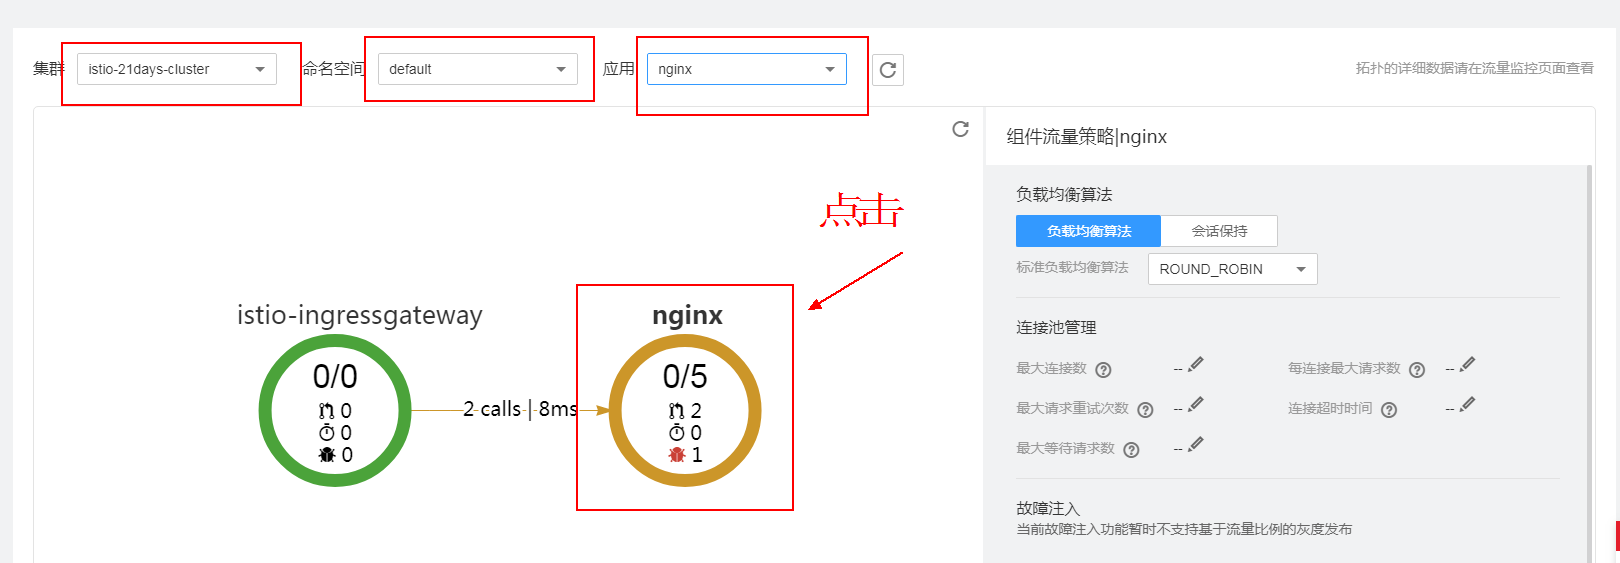 集群 istio-21days-cluster 命名空间 default 应用 nginx 拓扑的详细数据请在流量监控页面查看
组件流量策略|nginx
点击
istio-ingressgateway
0/0
0
0
0
2 calls | 8ms
nginx
0/5
2
0
1
负载均衡算法
负载均衡算法 会话保持
标准负载均衡算法 ROUND_ROBIN
连接池管理
最大连接数 ? -- 每连接最大请求数 ? --
最大请求重试次数 ? -- 连接超时时间 ? --
最大等待请求数 ? --
故障注入
当前故障注入功能暂时不支持基于流量比例的灰度发布